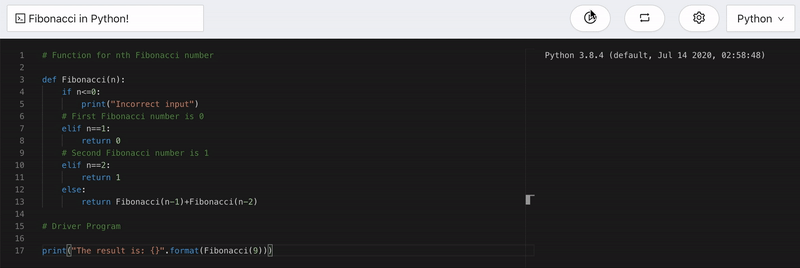 Fibonacci in Python!
Python
1 # Function for nth Fibonacci number
2
3 def Fibonacci(n):
4     if n<=0:
5         print("Incorrect input")
6     # First Fibonacci number is 0
7     elif n==1:
8         return 0
9     # Second Fibonacci number is 1
10     elif n==2:
11         return 1
12     else:
13         return Fibonacci(n-1)+Fibonacci(n-2)
14
15 # Driver Program
16
17 print("The result is: {}".format(Fibonacci(9)))
Python 3.8.4 (default, Jul 14 2020, 02:58:48)